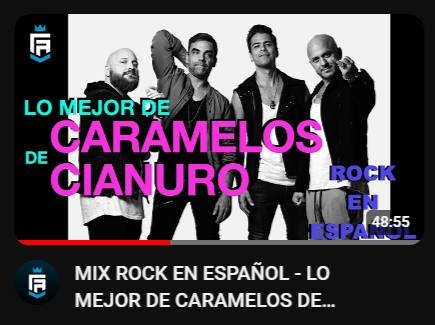 LO MEJOR DE
CARAMELOS
DE CIANURO
ROCK
EN
ESPAÑOL
48:55
MIX ROCK EN ESPAÑOL - LO
MEJOR DE CARAMELOS DE...